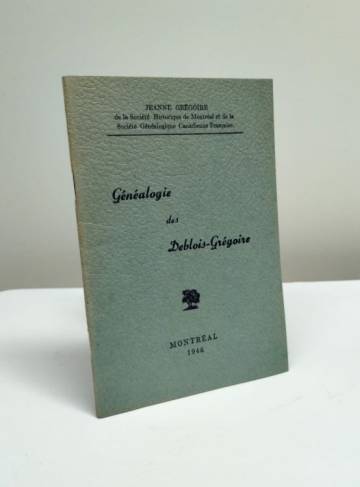 JEANNE GRÉGOIRE
de la Société Historique de Montréal et de la
Société Généalogique Canadienne Française.
Généalogie
des
Deblois-Grégoire
MONTRÉAL
1946